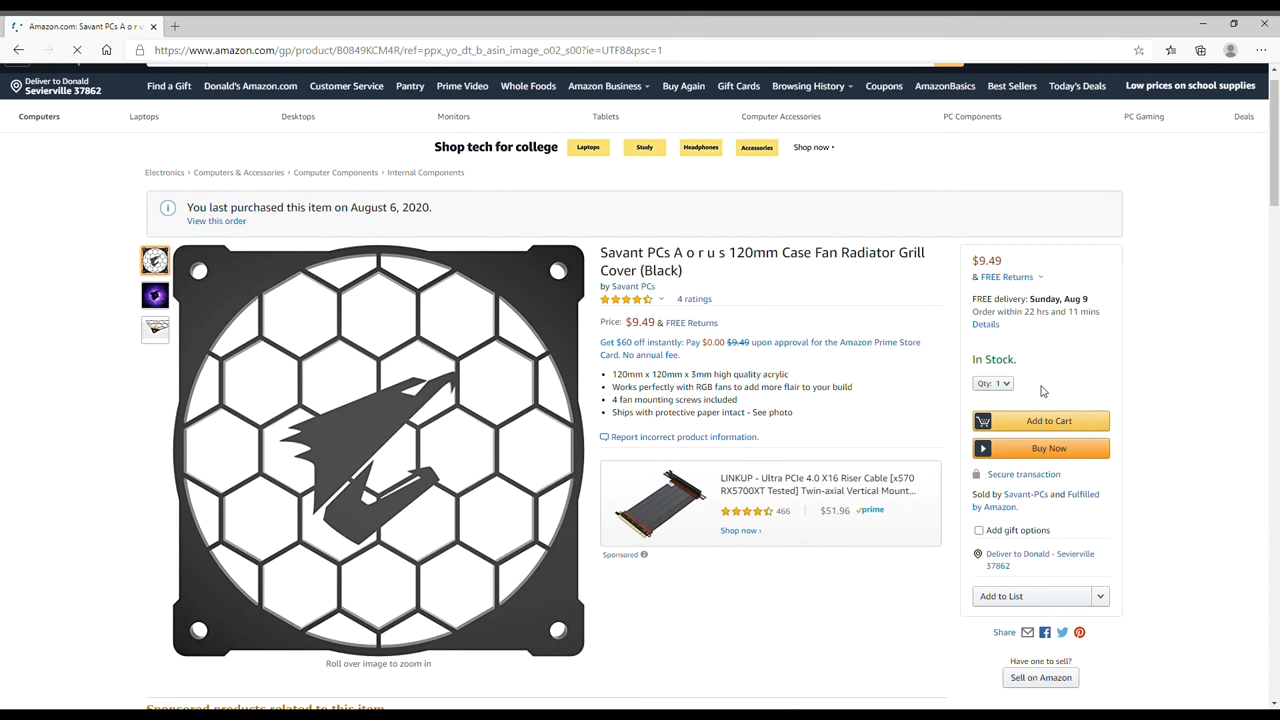 Amazon.com: Savant PCs A o r u s
https://www.amazon.com/gp/product/B0849KCM4R/ref=ppx_yo_dt_b_asin_image_o02_s00?ie=UTF8&psc=1
Deliver to Donald
Sevierville 37862
Find a Gift Donald's Amazon.com Customer Service Pantry Prime Video Whole Foods Amazon Business Buy Again Gift Cards Browsing History Coupons AmazonBasics Best Sellers Today's Deals
Low prices on school supplies
Computers Laptops Desktops Monitors Tablets Computer Accessories PC Components PC Gaming Deals
Shop tech for college Laptops Study Headphones Accessories Shop now
Electronics › Computers & Accessories › Computer Components › Internal Components
You last purchased this item on August 6, 2020.
View this order
Roll over image to zoom in
Savant PCs A o r u s 120mm Case Fan Radiator Grill
Cover (Black)
by Savant PCs
4 ratings
Price: $9.49 & FREE Returns
Get $60 off instantly: Pay $0.00 $9.49 upon approval for the Amazon Prime Store
Card. No annual fee.
• 120mm x 120mm x 3mm high quality acrylic
• Works perfectly with RGB fans to add more flair to your build
• 4 fan mounting screws included
• Ships with protective paper intact - See photo
Report incorrect product information.
LINKUP - Ultra PCIe 4.0 X16 Riser Cable [x570
RX5700XT Tested] Twin-axial Vertical Mount...
466 $51.96 prime
Shop now ›
Sponsored
$9.49
& FREE Returns
FREE delivery: Sunday, Aug 9
Order within 22 hrs and 11 mins
Details
In Stock.
Qty: 1
Add to Cart
Buy Now
Secure transaction
Sold by Savant-PCs and Fulfilled
by Amazon.
Add gift options
Deliver to Donald - Sevierville
37862
Add to List
Share
Have one to sell?
Sell on Amazon
Sponsored products related to this item